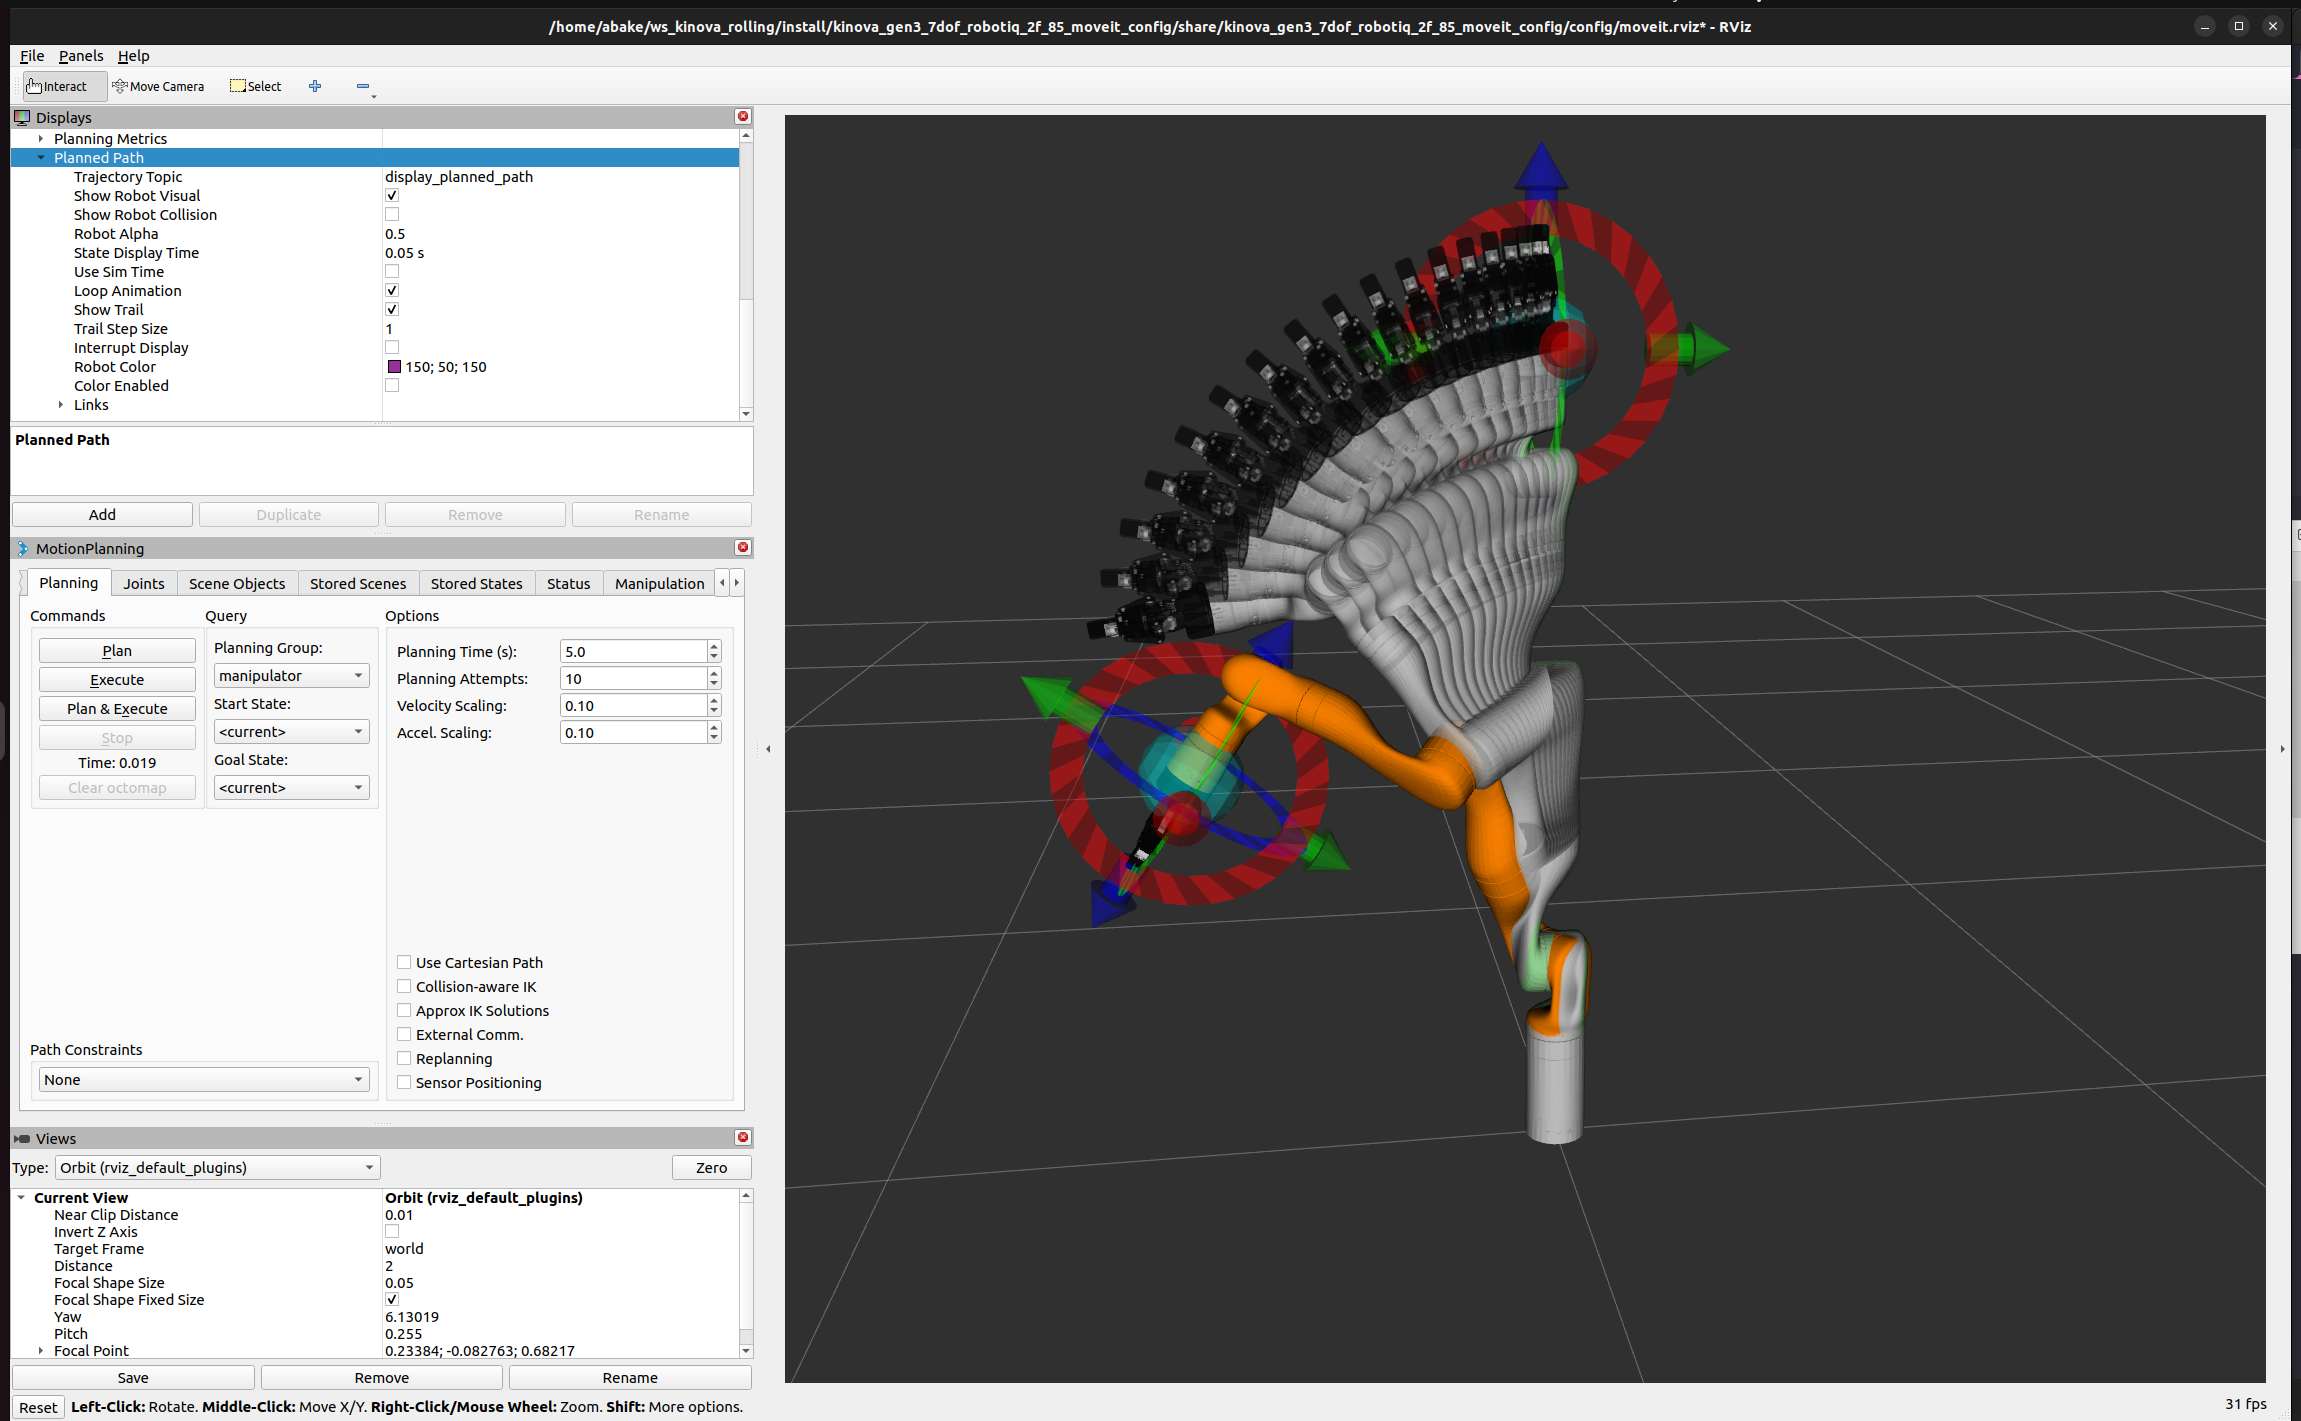 /home/abake/ws_kinova_rolling/install/kinova_gen3_7dof_robotiq_2f_85_moveit_config/share/kinova_gen3_7dof_robotiq_2f_85_moveit_config/config/moveit.rviz* - RViz
File Panels Help
Interact Move Camera Select
Displays
Planning Metrics
Planned Path
Trajectory Topic display_planned_path
Show Robot Visual
Show Robot Collision
Robot Alpha 0.5
State Display Time 0.05 s
Use Sim Time
Loop Animation
Show Trail
Trail Step Size 1
Interrupt Display
Robot Color 150; 50; 150
Color Enabled
Links
Planned Path
Add Duplicate Remove Rename
MotionPlanning
Planning Joints Scene Objects Stored Scenes Stored States Status Manipulation
Commands Query Options
Plan
Execute
Plan & Execute
Stop
Time: 0.019
Clear octomap
Planning Group:
manipulator
Start State:
<current>
Goal State:
<current>
Planning Time (s): 5.0
Planning Attempts: 10
Velocity Scaling: 0.10
Accel. Scaling: 0.10
Use Cartesian Path
Collision-aware IK
Approx IK Solutions
External Comm.
Replanning
Sensor Positioning
Path Constraints
None
Views
Type: Orbit (rviz_default_plugins) Zero
Current View Orbit (rviz_default_plugins)
Near Clip Distance 0.01
Invert Z Axis
Target Frame world
Distance 2
Focal Shape Size 0.05
Focal Shape Fixed Size
Yaw 6.13019
Pitch 0.255
Focal Point 0.23384; -0.082763; 0.68217
Save Remove Rename
Reset Left-Click: Rotate. Middle-Click: Move X/Y. Right-Click/Mouse Wheel: Zoom. Shift: More options.
31 fps